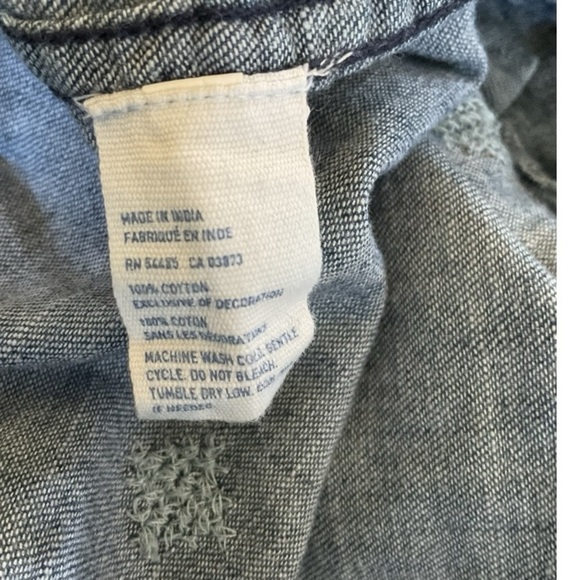 MADE IN INDIA
FABRIQUÉ EN INDE
RN 54485 CA 03873
100% COTTON
EXCLUSIVE OF DECORATION
100% COTON
SANS LES DÉCORATIONS
MACHINE WASH COLD, GENTLE
CYCLE. DO NOT BLEACH.
TUMBLE DRY LOW.
IF NEEDED